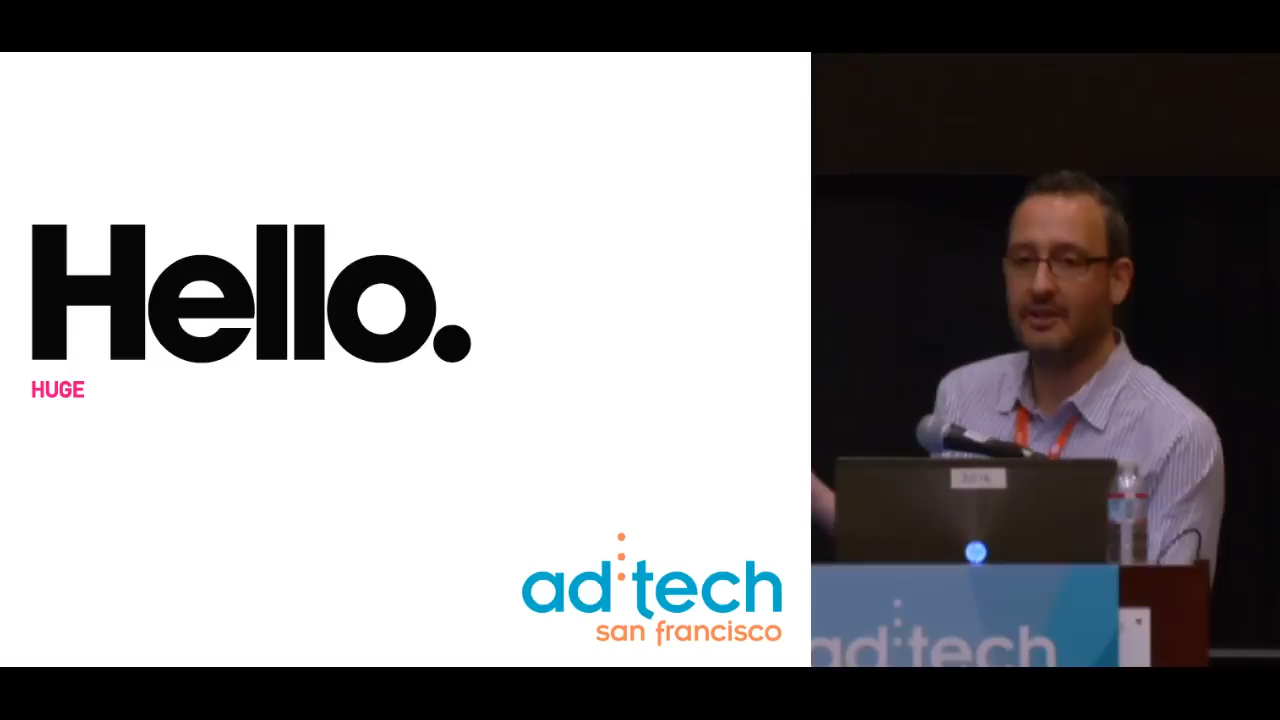 Hello.
HUGE
ad:tech
san francisco
ad:tech